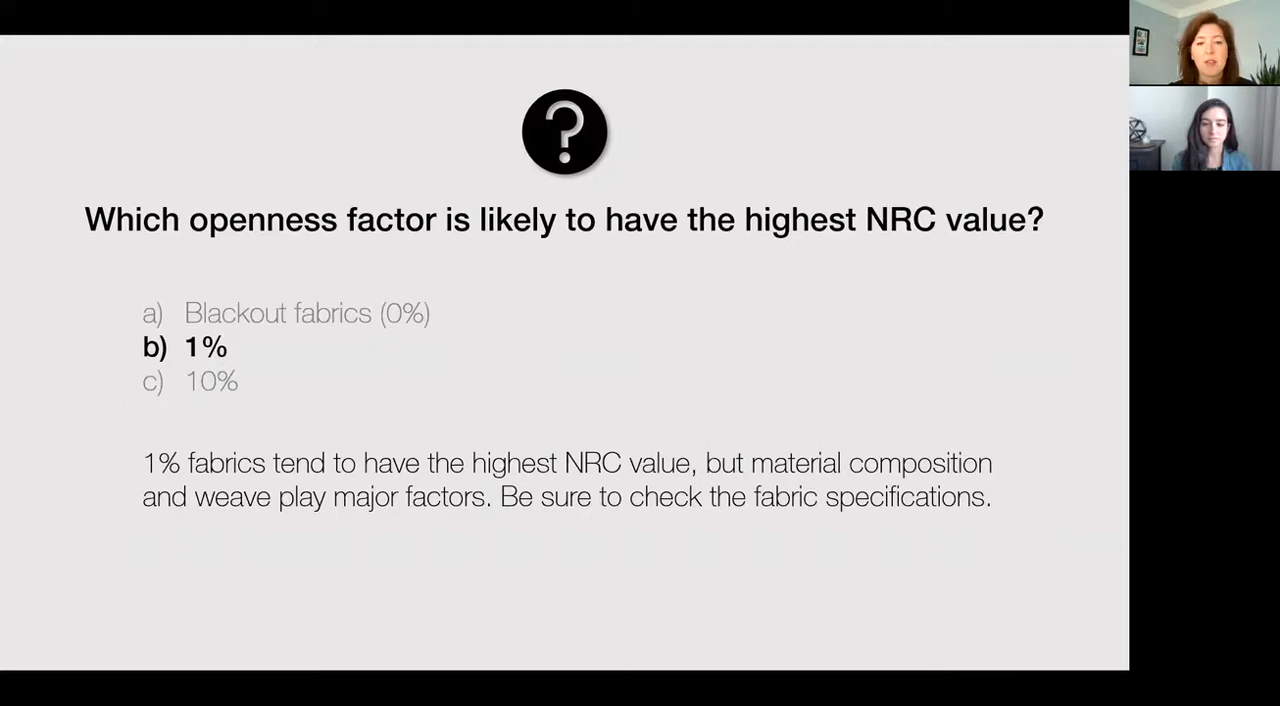 ?
Which openness factor is likely to have the highest NRC value?
a) Blackout fabrics (0%)
b) 1%
c) 10%
1% fabrics tend to have the highest NRC value, but material composition
and weave play major factors. Be sure to check the fabric specifications.